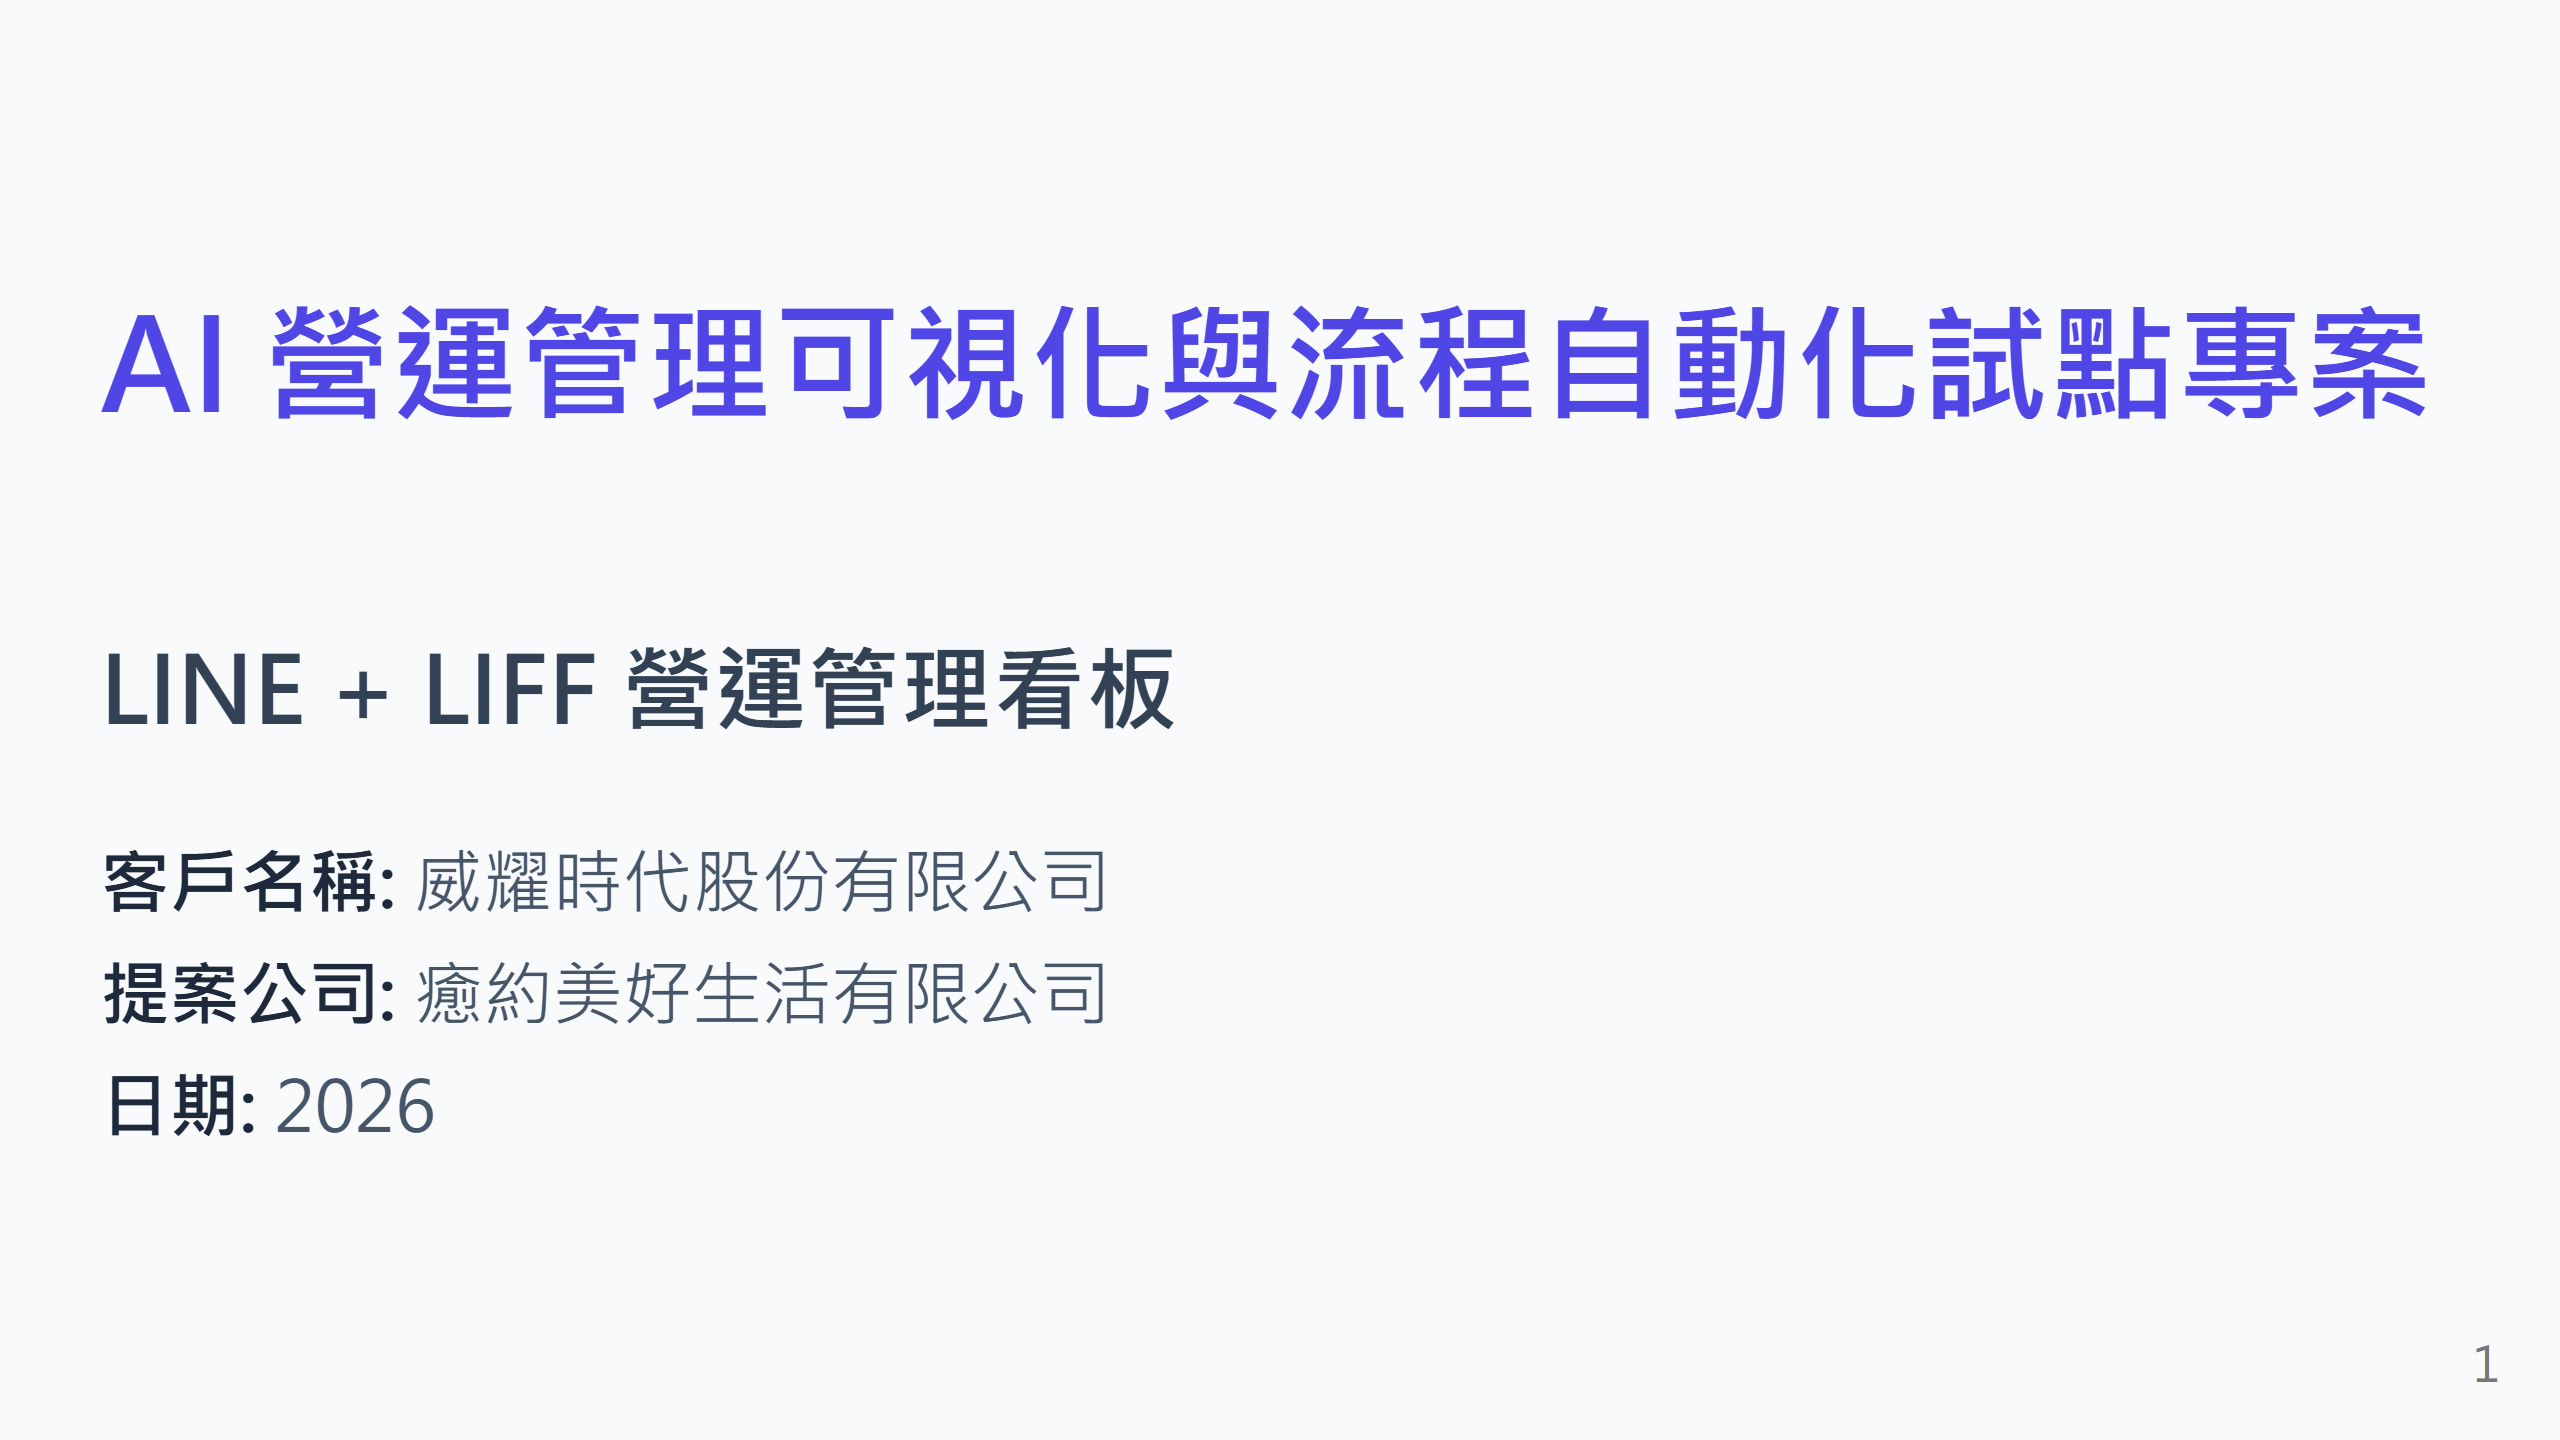 AI 營運管理可視化與流程自動化試點專案
LINE + LIFF 營運管理看板
客戶名稱: 威耀時代股份有限公司
提案公司: 癒約美好生活有限公司
日期: 2026
1